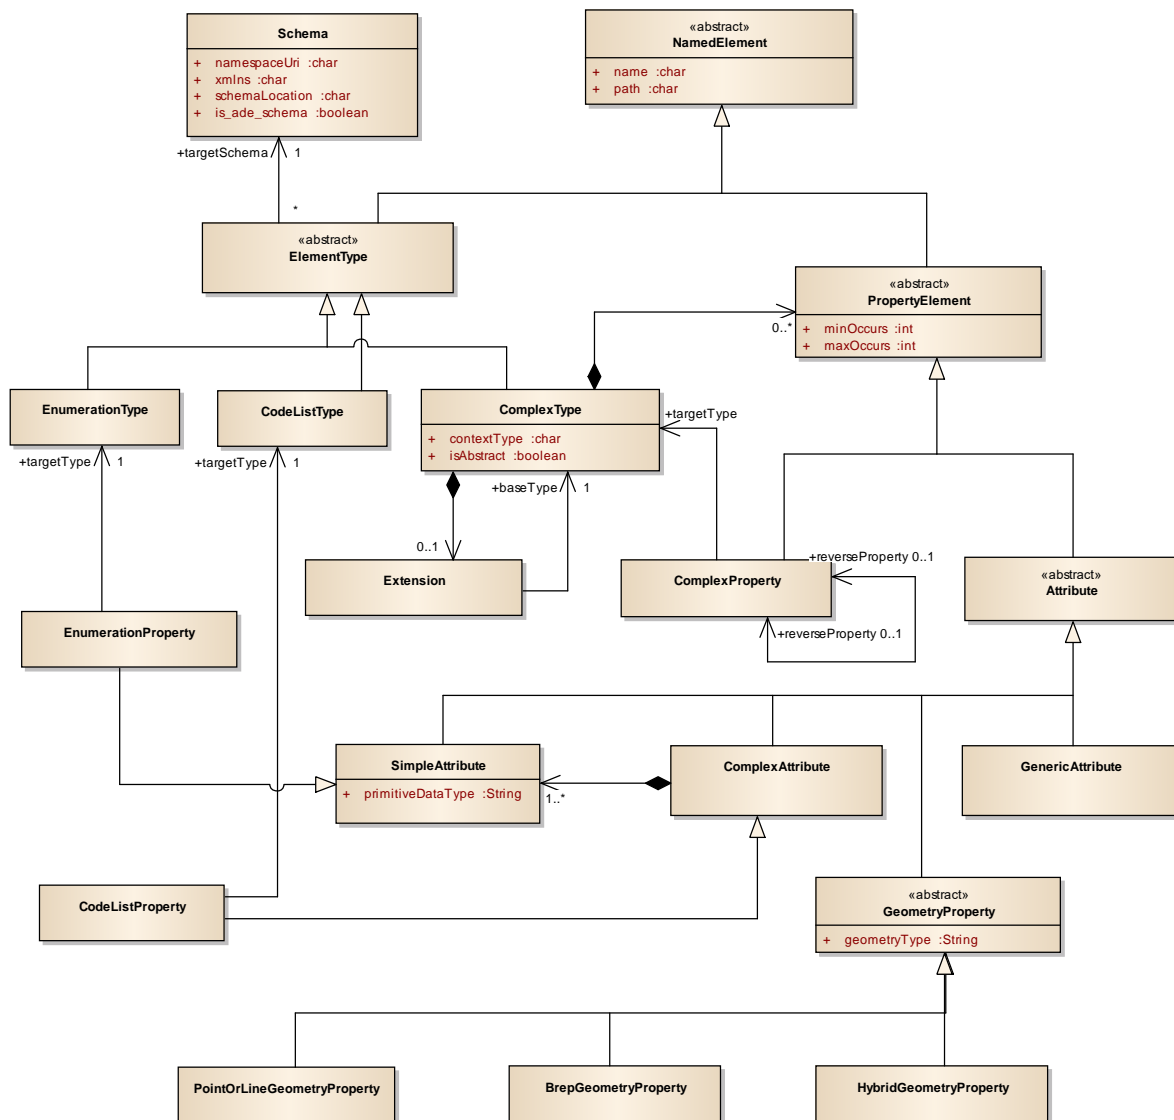 Schema
+ namespaceUri :char
+ xmlns :char
+ schemaLocation :char
+ is_ade_schema :boolean
«abstract»
NamedElement
+ name :char
+ path :char
+targetSchema
1
*
«abstract»
ElementType
«abstract»
PropertyElement
+ minOccurs :int
+ maxOccurs :int
0..*
EnumerationType
CodeListType
ComplexType
+ contextType :char
+ isAbstract :boolean
+targetType
+targetType
1
+targetType
1
+baseType
1
0..1
Extension
ComplexProperty
+reverseProperty 0..1
+reverseProperty 0..1
«abstract»
Attribute
EnumerationProperty
SimpleAttribute
+ primitiveDataType :String
1..*
ComplexAttribute
GenericAttribute
CodeListProperty
«abstract»
GeometryProperty
+ geometryType :String
PointOrLineGeometryProperty
BrepGeometryProperty
HybridGeometryProperty